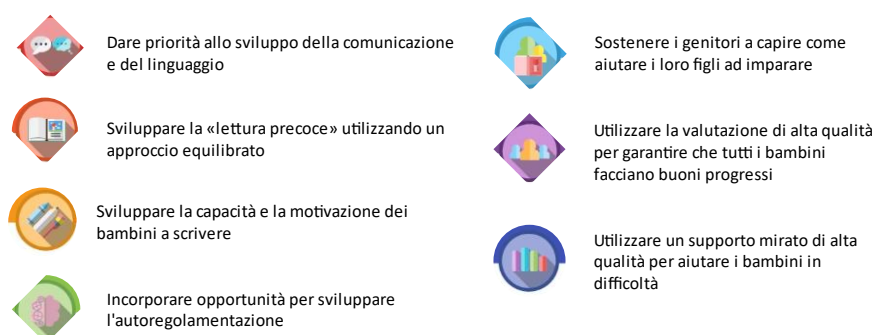 Dare priorità allo sviluppo della comunicazione
e del linguaggio
Sviluppare la «lettura precoce» utilizzando un
approccio equilibrato
Sviluppare la capacità e la motivazione dei
bambini a scrivere
Incorporare opportunità per sviluppare
l'autoregolamentazione
Sostenere i genitori a capire come
aiutare i loro figli ad imparare
Utilizzare la valutazione di alta qualità
per garantire che tutti i bambini
facciano buoni progressi
Utilizzare un supporto mirato di alta
qualità per aiutare i bambini in
difficoltà